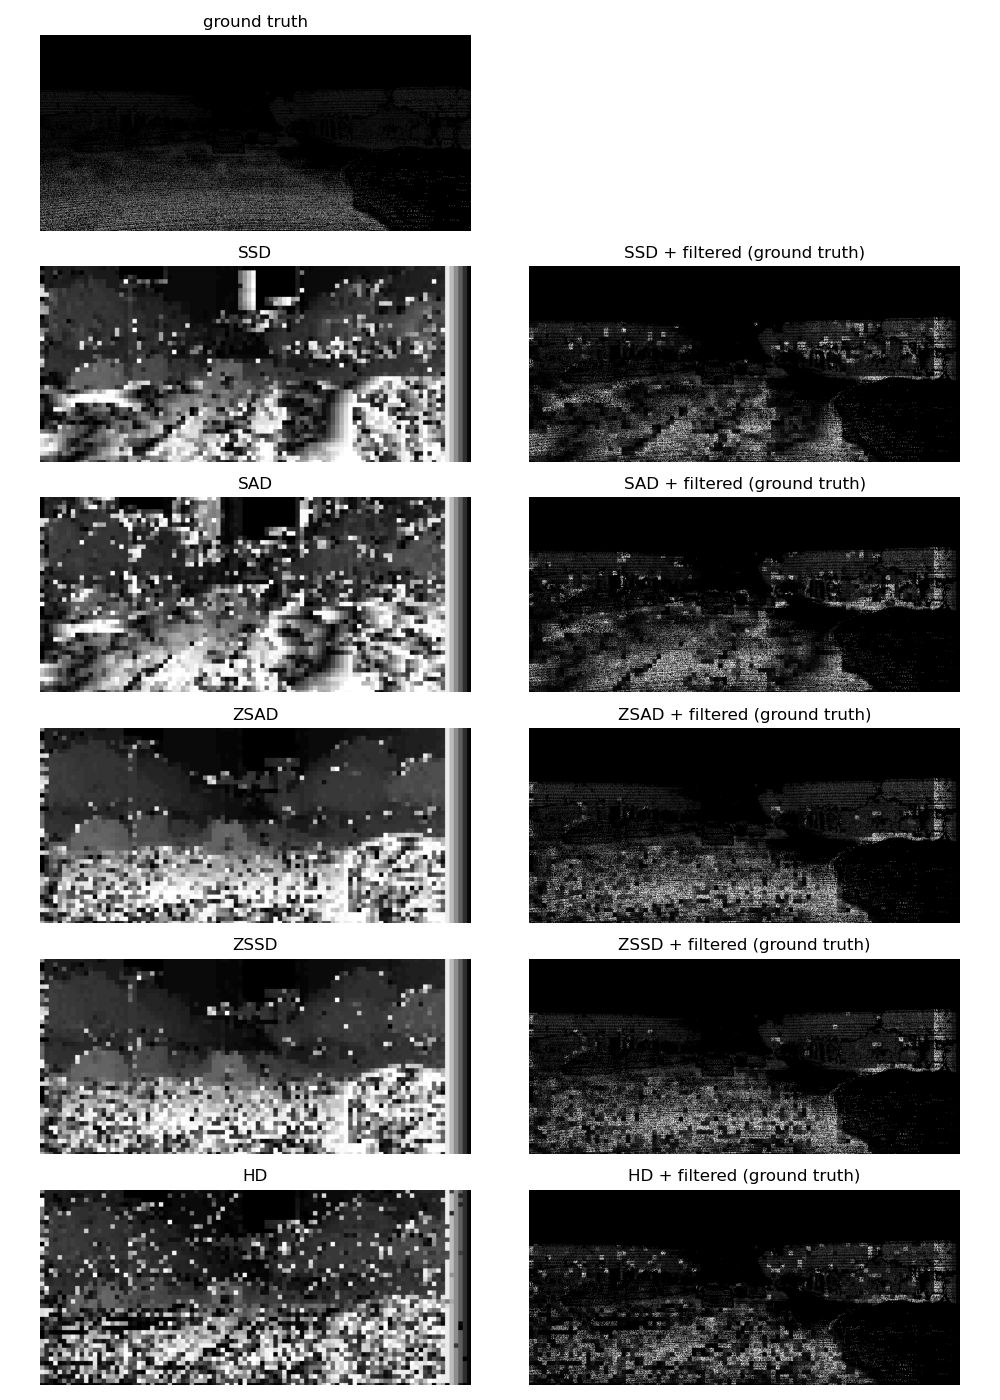 ground truth
SSD
SSD + filtered (ground truth)
SAD
SAD + filtered (ground truth)
ZSAD
ZSAD + filtered (ground truth)
ZSSD
ZSSD + filtered (ground truth)
HD
HD + filtered (ground truth)